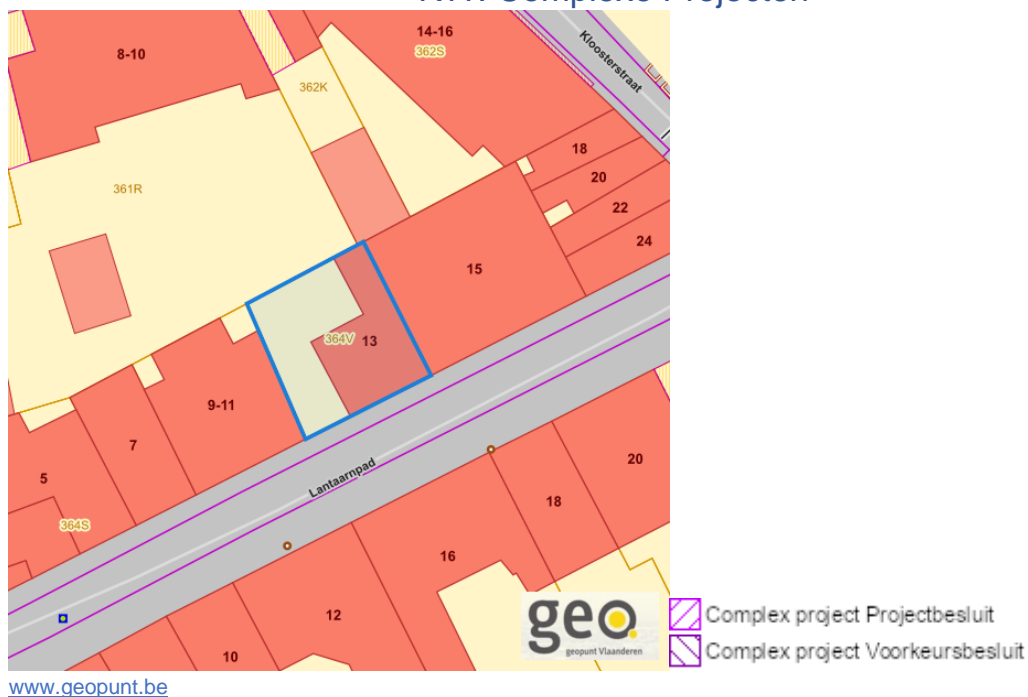 Complexe Projecten
14-16
362S
Kloosterstraat
8-10
362K
18
20
361R
22
24
15
364V
13
9-11
7
5
Lantaarnpad
20
18
364S
16
12
10
geo
geopunt Vlaanderen
Complex project Projectbesluit
Complex project Voorkeursbesluit
www.geopunt.be